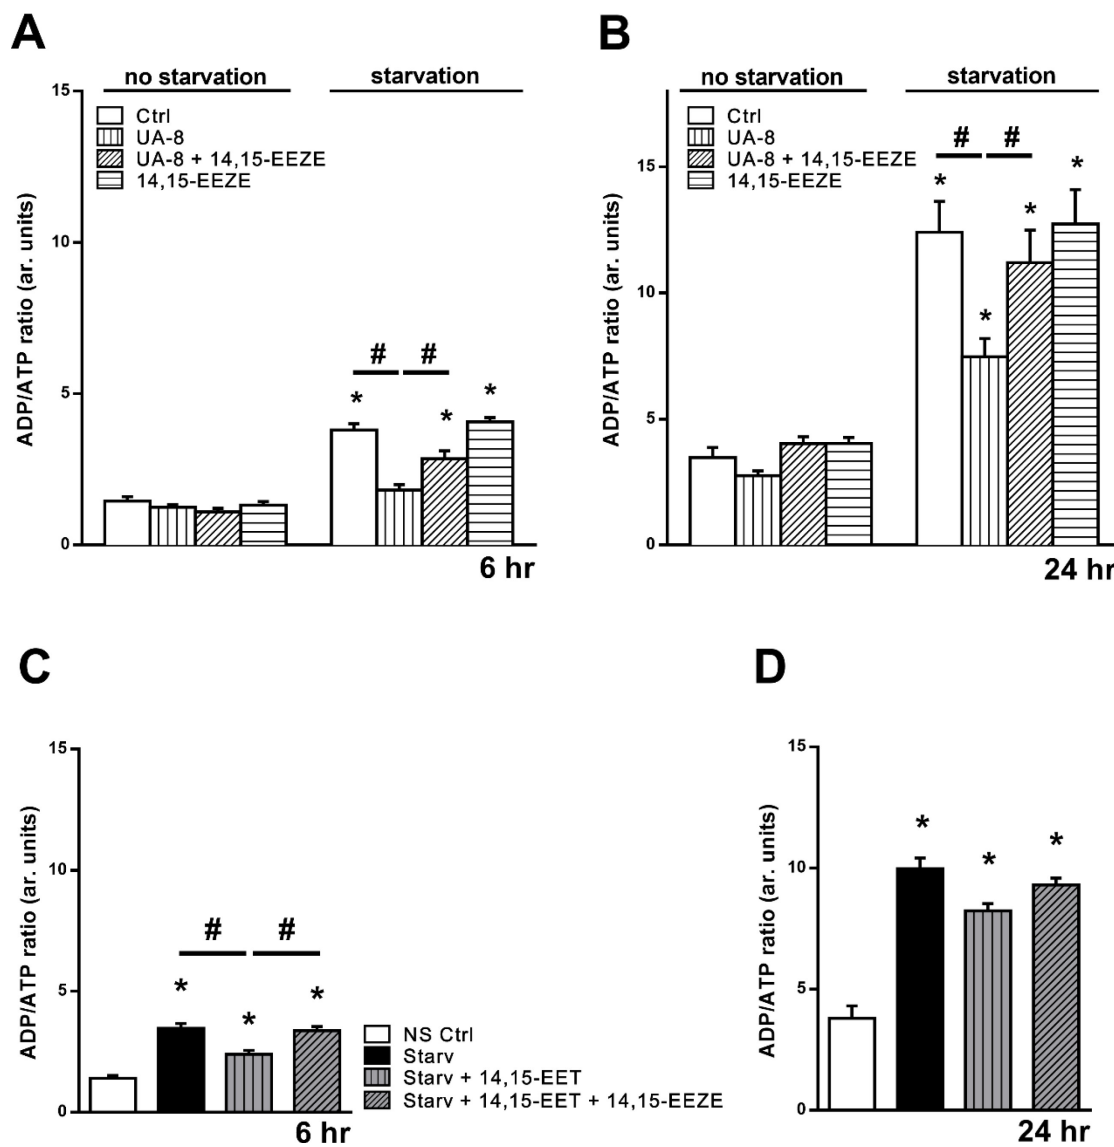 A
no starvation
starvation
Ctrl
UA-8
UA-8 + 14,15-EEZE
14,15-EEZE
ADP/ATP ratio (ar. units)
15
10
5
0
# #
* * *
6 hr
B
no starvation
starvation
Ctrl
UA-8
UA-8 + 14,15-EEZE
14,15-EEZE
ADP/ATP ratio (ar. units)
15
10
5
0
# #
* * * *
24 hr
C
ADP/ATP ratio (ar. units)
15
10
5
0
# #
* * *
NS Ctrl
Starv
Starv + 14,15-EET
Starv + 14,15-EET + 14,15-EEZE
6 hr
D
ADP/ATP ratio (ar. units)
15
10
5
0
* * *
24 hr